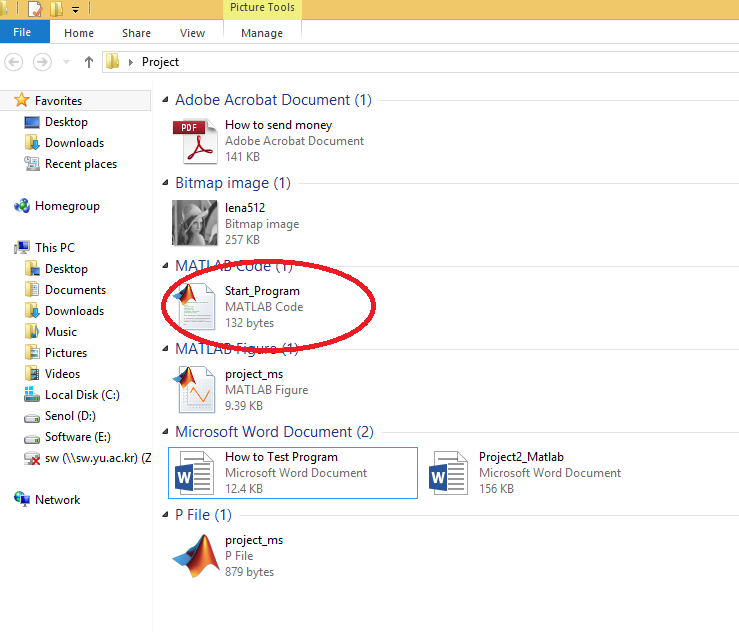 Picture Tools
File
Home
Share
View
Manage
Project
Favorites
Desktop
Downloads
Recent places
Homegroup
This PC
Desktop
Documents
Downloads
Music
Pictures
Videos
Local Disk (C:)
Senol (D:)
Software (E:)
sw (\\sw.yu.ac.kr) (Z
Network
Adobe Acrobat Document (1)
PDF
How to send money
Adobe Acrobat Document
141 KB
Bitmap image (1)
lena512
Bitmap image
257 KB
MATLAB Code (1)
Start_Program
MATLAB Code
132 bytes
MATLAB Figure (1)
project_ms
MATLAB Figure
9.39 KB
Microsoft Word Document (2)
W
How to Test Program
Microsoft Word Document
12.4 KB
W
Project2_Matlab
Microsoft Word Document
156 KB
P File (1)
project_ms
P File
879 bytes